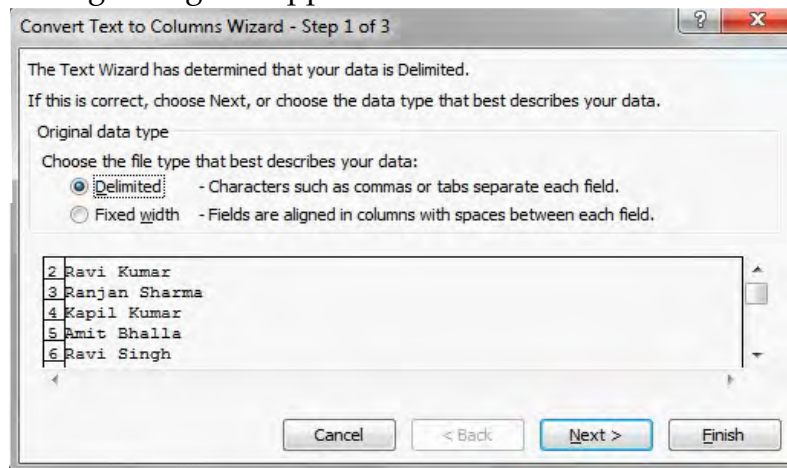 Convert Text to Columns Wizard - Step 1 of 3
The Text Wizard has determined that your data is Delimited.
If this is correct, choose Next, or choose the data type that best describes your data.
Original data type
Choose the file type that best describes your data:
Delimited - Characters such as commas or tabs separate each field.
Fixed width - Fields are aligned in columns with spaces between each field.
2 Ravi Kumar
3 Ranjan Sharma
4 Kapil Kumar
5 Amit Bhalla
6 Ravi Singh
Cancel < Back Next > Finish